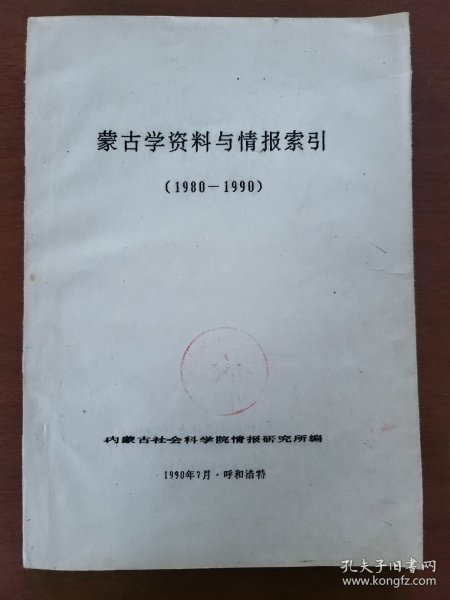 蒙古学资料与情报索引
(1980—1990)
内蒙古社会科学院情报研究所编
1990年7月·呼和浩特
孔夫子旧书网
www.kongfz.com